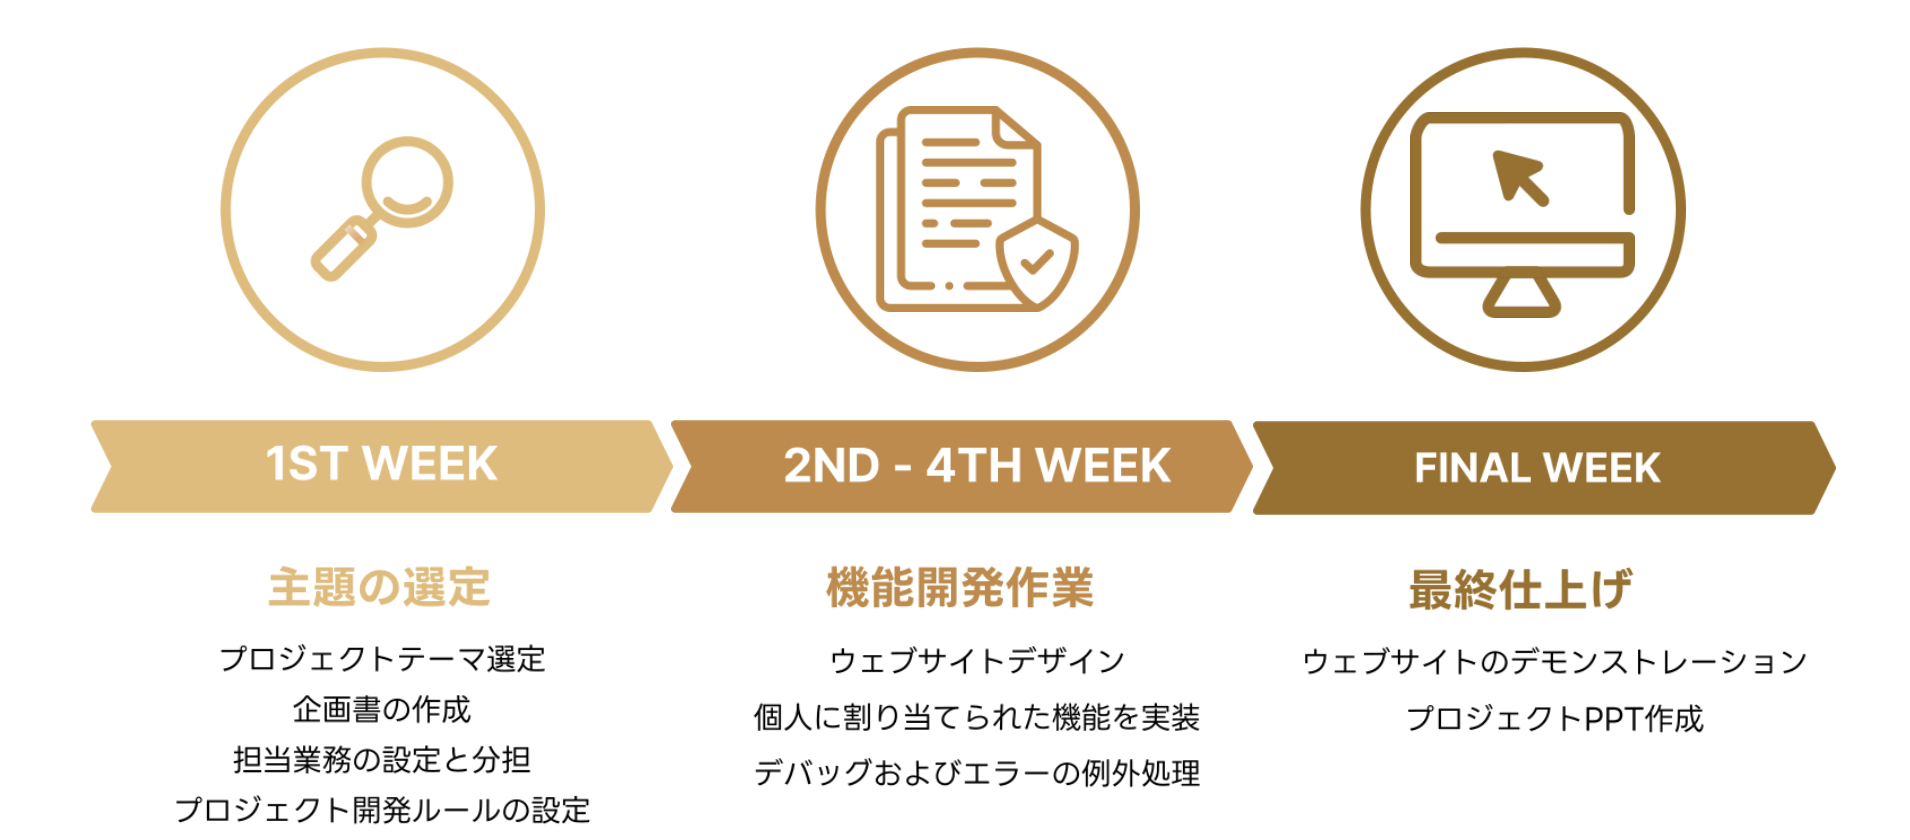 1ST WEEK
主題の選定
プロジェクトテーマ選定
企画書の作成
担当業務の設定と分担
プロジェクト開発ルールの設定
2ND - 4TH WEEK
機能開発作業
ウェブサイトデザイン
個人に割り当てられた機能を実装
デバッグおよびエラーの例外処理
FINAL WEEK
最終仕上げ
ウェブサイトのデモンストレーション
プロジェクトPPT作成